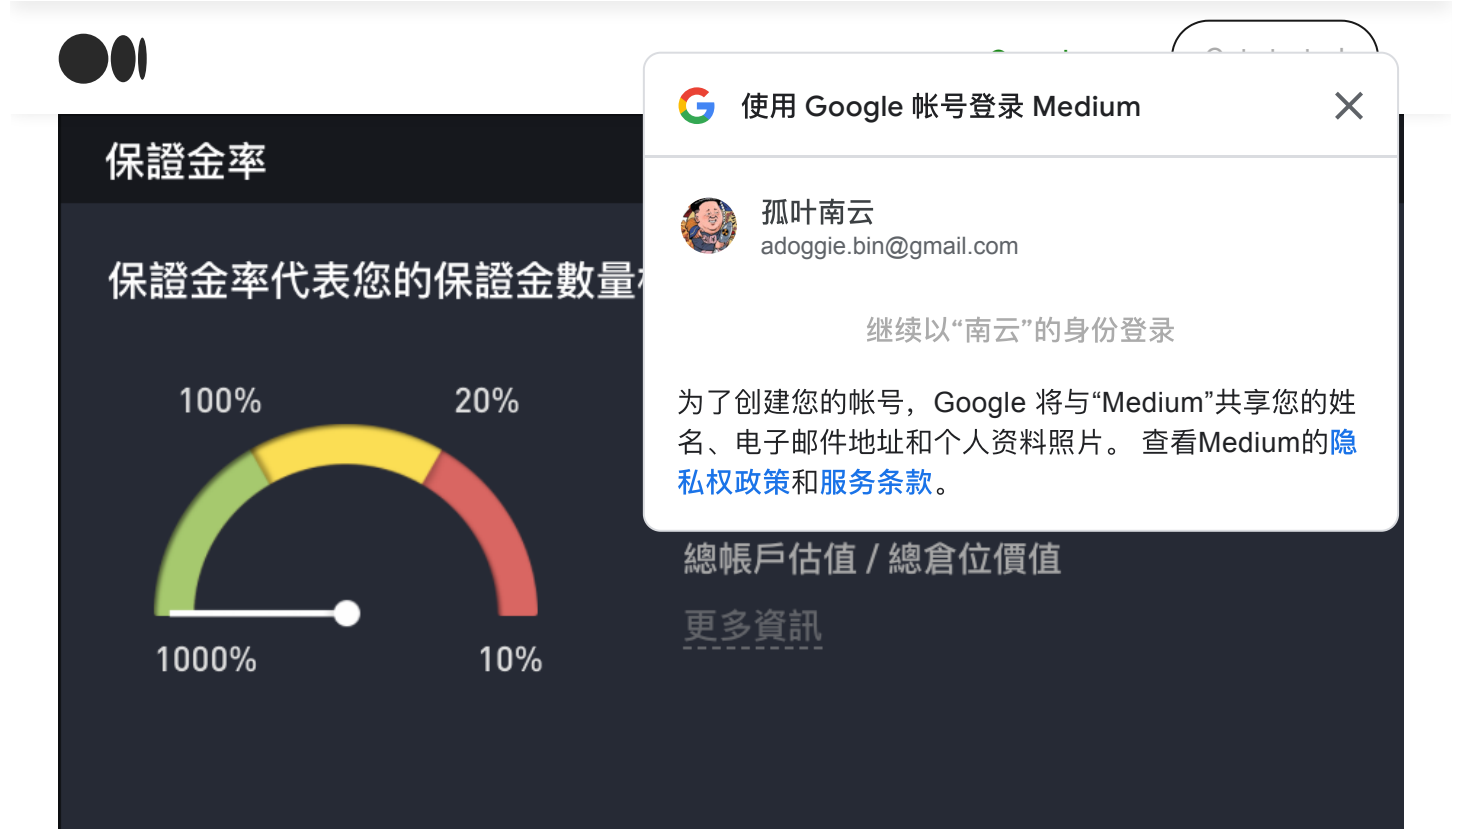 使用 Google 帐号登录 Medium
保證金率
孤叶南云
adoggie.bin@gmail.com
保證金率代表您的保證金數量
继续以“南云”的身份登录
为了创建您的帐号，Google 将与“Medium”共享您的姓
名、电子邮件地址和个人资料照片。 查看Medium的隐
私权政策和服务条款。
100%
20%
1000%
10%
總帳戶估值 / 總倉位價值
更多資訊